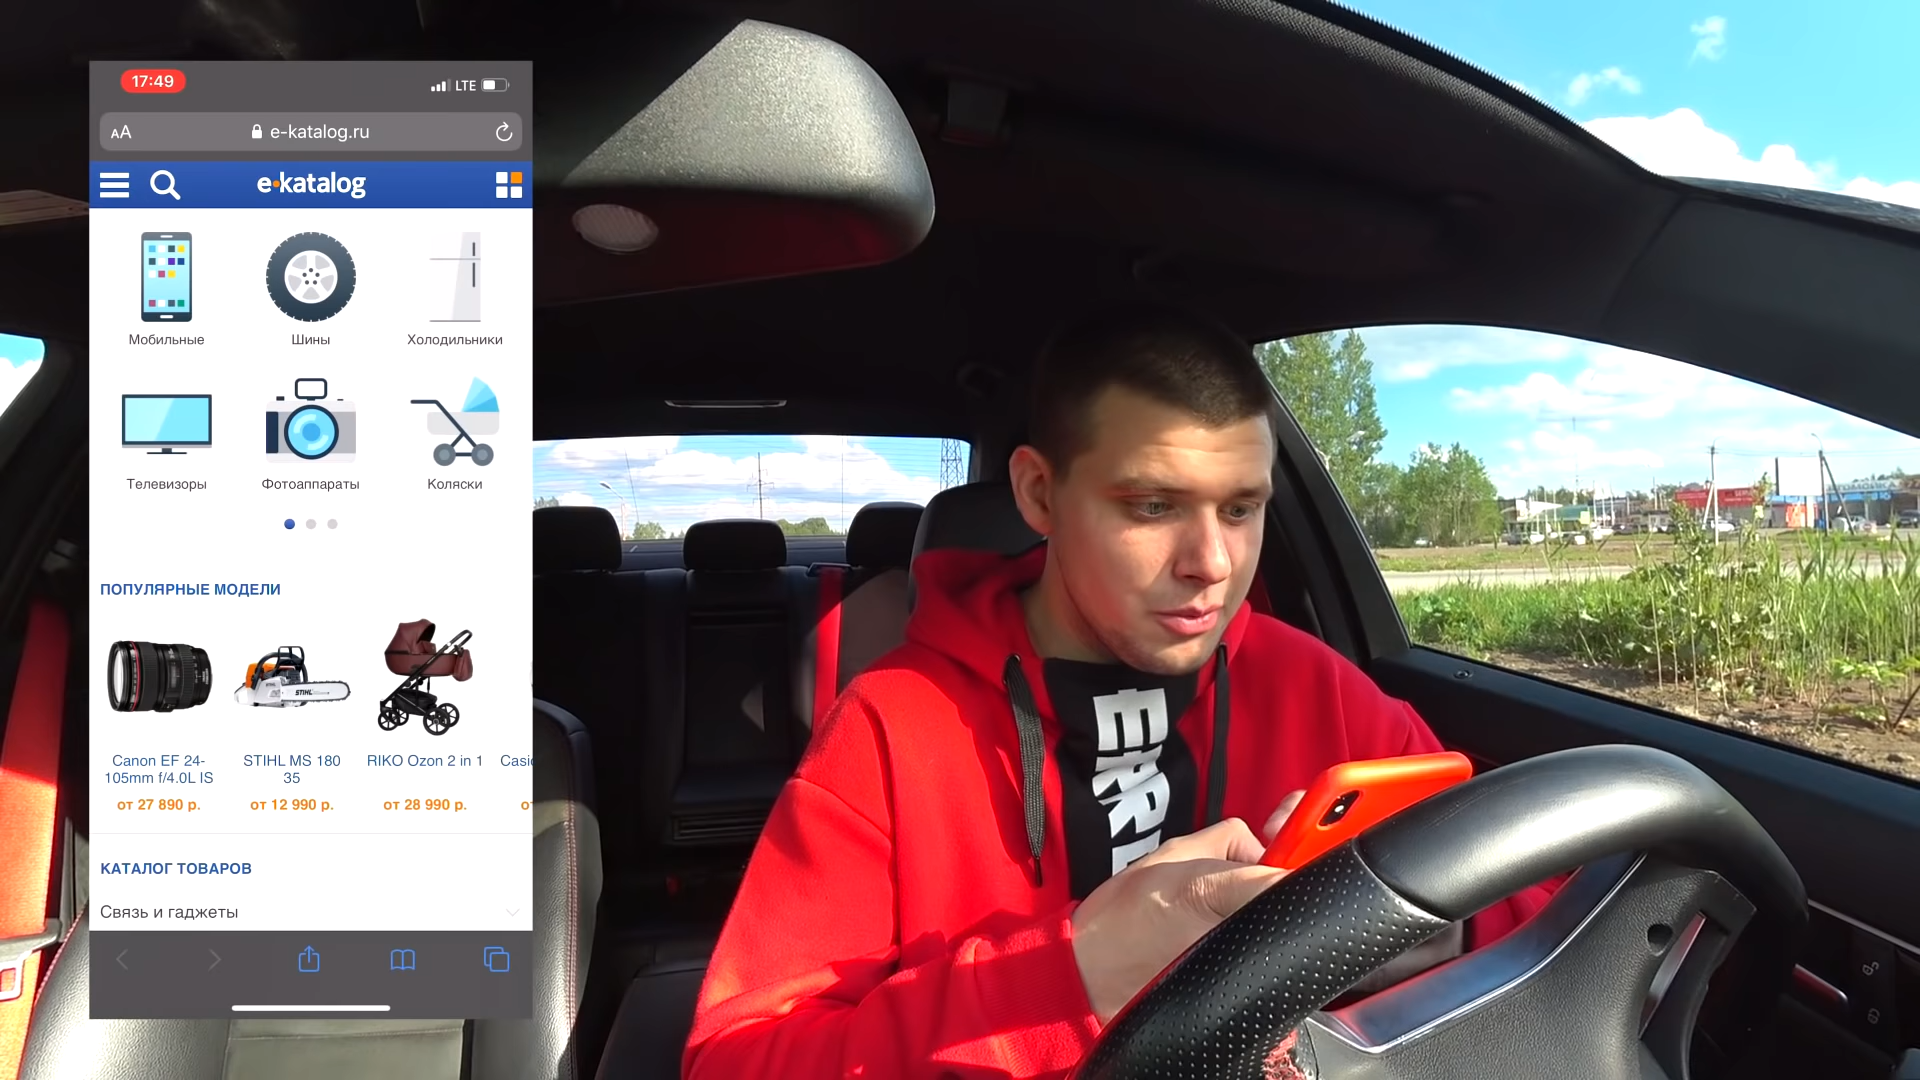 17:49
LTE
AA
e-katalog.ru
e•katalog
Мобильные
Шины
Холодильники
Телевизоры
Фотоаппараты
Коляски
ПОПУЛЯРНЫЕ МОДЕЛИ
STIHL
Canon EF 24-
105mm f/4.0L IS
от 27 890 р.
STIHL MS 180
35
от 12 990 р.
RIKO Ozon 2 in 1
от 28 990 р.
КАТАЛОГ ТОВАРОВ
Связь и гаджеты